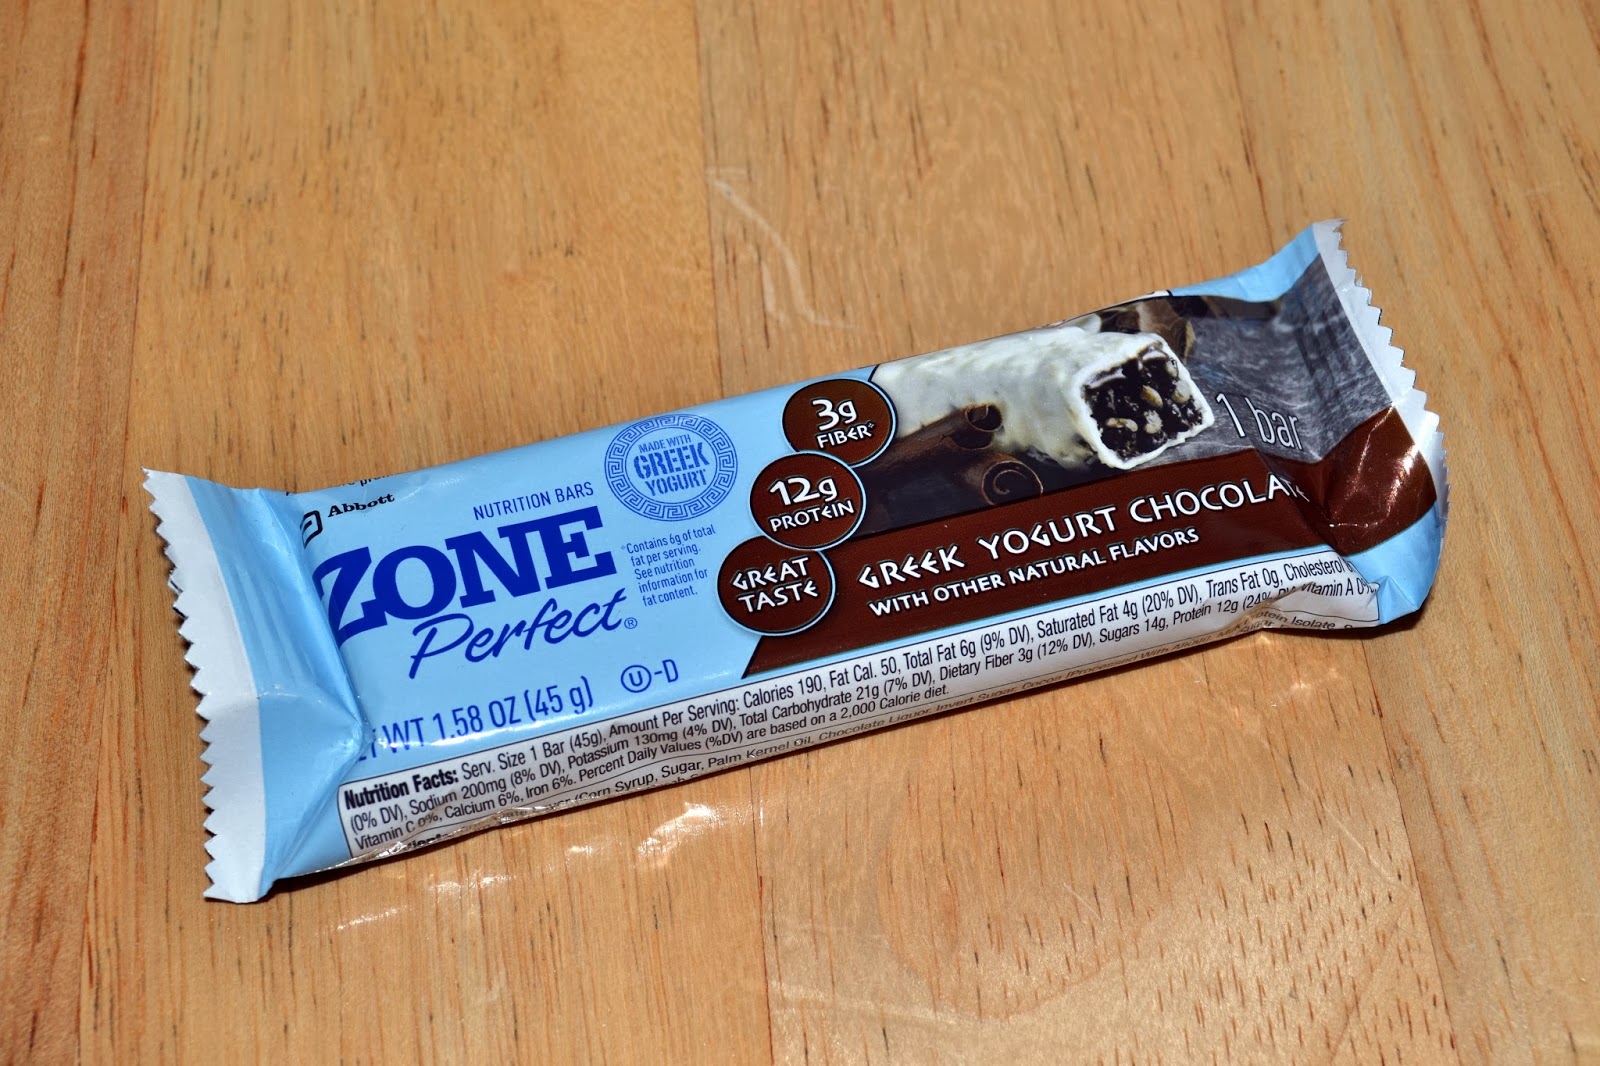 Abbott
NUTRITION BARS
ZONE
Perfect®
WT 1.58 OZ (45 g)
U-D
MADE WITH
GREEK
YOGURT
*Contains 6g of total
fat per serving.
See nutrition
information for
fat content.
3g
FIBER*
12g
PROTEIN
GREAT
TASTE
1 bar
GREEK YOGURT CHOCOLATE
WITH OTHER NATURAL FLAVORS
Nutrition Facts: Serv. Size 1 Bar (45g), Amount Per Serving: Calories 190, Fat Cal. 50, Total Fat 6g (9% DV), Saturated Fat 4g (20% DV), Trans Fat 0g, Cholesterol
(0% DV), Sodium 200mg (8% DV), Potassium 130mg (4% DV), Total Carbohydrate 21g (7% DV), Dietary Fiber 3g (12% DV), Sugars 14g, Protein 12g (24% DV), Vitamin A 0%,
Vitamin C 0%, Calcium 6%, Iron 6%. Percent Daily Values (%DV) are based on a 2,000 Calorie diet.
(Corn Syrup, Sugar, Palm Kernel Oil, Chocolate Liquor, Invert Sugar, Cocoa (Processed With Isolate,